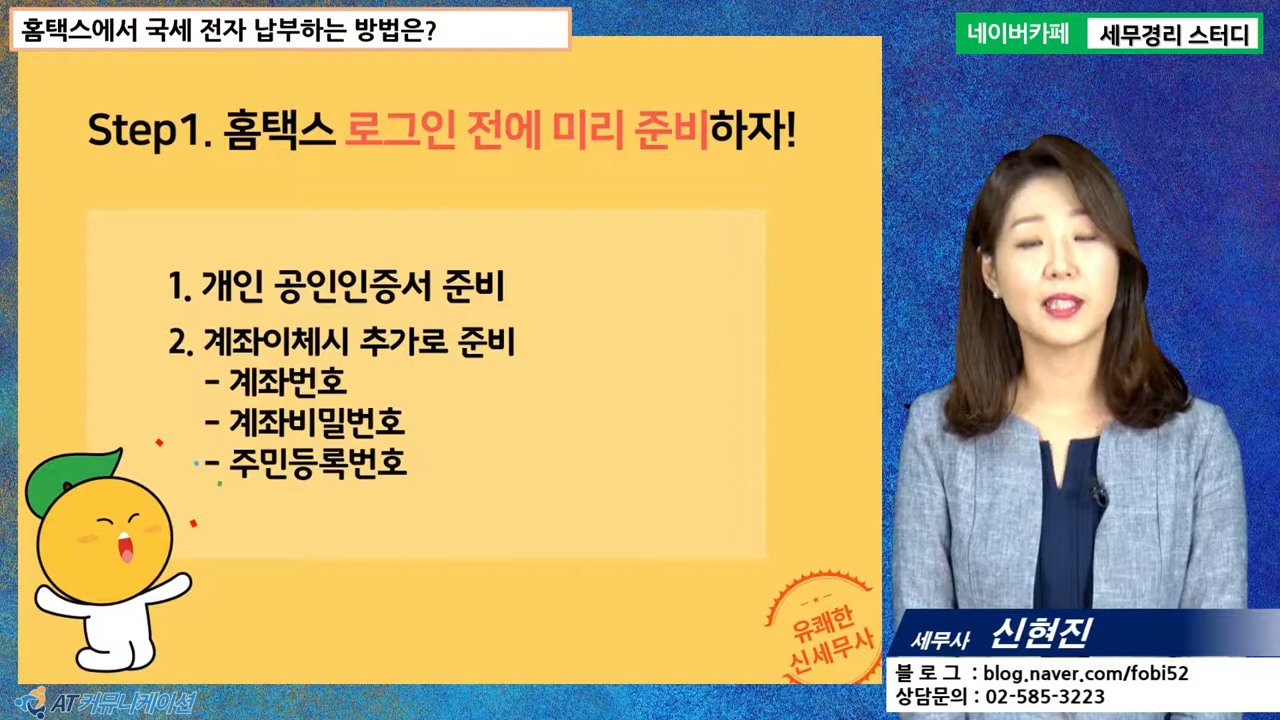 홈택스에서 국세 전자 납부하는 방법은?
네이버카페 세무경리 스터디
Step1. 홈택스 로그인 전에 미리 준비하자!
1. 개인 공인인증서 준비
2. 계좌이체시 추가로 준비
- 계좌번호
- 계좌비밀번호
- 주민등록번호
유쾌한
신세무사
세무사 신현진
블로그 : blog.naver.com/fobi52
상담문의 : 02-585-3223
AT커뮤니케이션